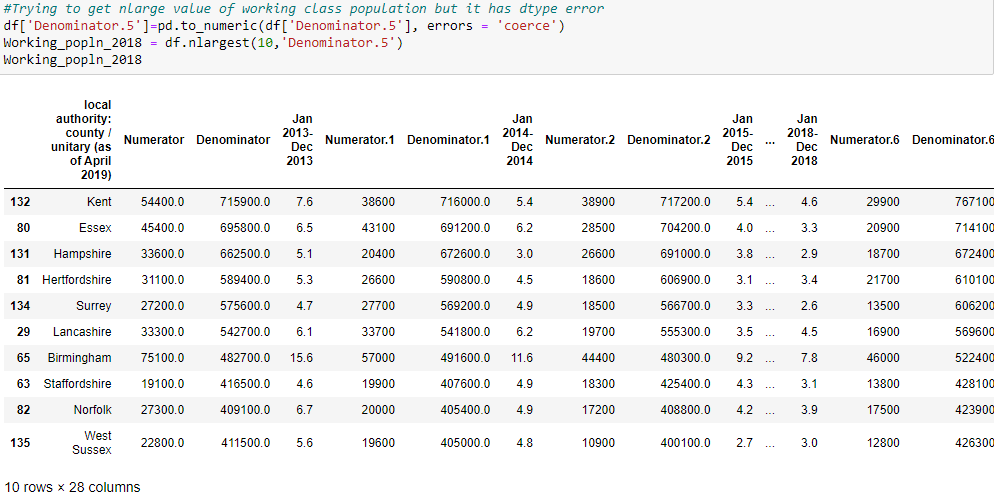 #Trying to get nlarge value of working class population but it has dtype error
df['Denominator.5']=pd.to_numeric(df['Denominator.5'], errors = 'coerce')
Working_popln_2018 = df.nlargest(10,'Denominator.5')
Working_popln_2018
local authority: county / unitary (as of April 2019) Numerator Denominator Jan 2013-Dec 2013 Numerator.1 Denominator.1 Jan 2014-Dec 2014 Numerator.2 Denominator.2 Jan 2015-Dec 2015 ... Jan 2018-Dec 2018 Numerator.6 Denominator.6
132 Kent 54400.0 715900.0 7.6 38600 716000.0 5.4 38900 717200.0 5.4 ... 4.6 29900 767100
80 Essex 45400.0 695800.0 6.5 43100 691200.0 6.2 28500 704200.0 4.0 ... 3.3 20900 714100
131 Hampshire 33600.0 662500.0 5.1 20400 672600.0 3.0 26600 691000.0 3.8 ... 2.9 18700 672400
81 Hertfordshire 31100.0 589400.0 5.3 26600 590800.0 4.5 18600 606900.0 3.1 ... 3.4 21700 610100
134 Surrey 27200.0 575600.0 4.7 27700 569200.0 4.9 18500 566700.0 3.3 ... 2.6 13500 606200
29 Lancashire 33300.0 542700.0 6.1 33700 541800.0 6.2 19700 555300.0 3.5 ... 4.5 16900 569600
65 Birmingham 75100.0 482700.0 15.6 57000 491600.0 11.6 44400 480300.0 9.2 ... 7.8 46000 522400
63 Staffordshire 19100.0 416500.0 4.6 19900 407600.0 4.9 18300 425400.0 4.3 ... 3.1 13800 428100
82 Norfolk 27300.0 409100.0 6.7 20000 405400.0 4.9 17200 408800.0 4.2 ... 3.9 17500 423900
135 West Sussex 22800.0 411500.0 5.6 19600 405000.0 4.8 10900 400100.0 2.7 ... 3.0 12800 426300
10 rows × 28 columns